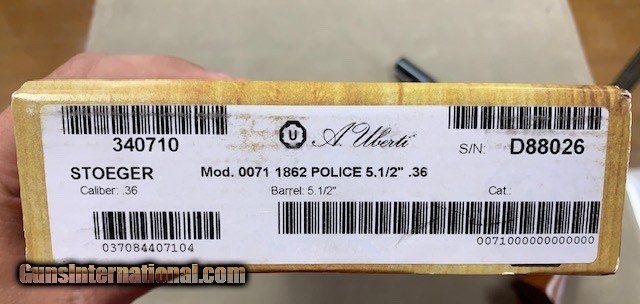 340710
U A. Uberti
S/N: D88026
STOEGER
Mod. 0071 1862 POLICE 5.1/2" .36
Caliber: .36
Barrel: 5.1/2"
Cat.:
037084407104
0071000000000000
GunsInternational.com